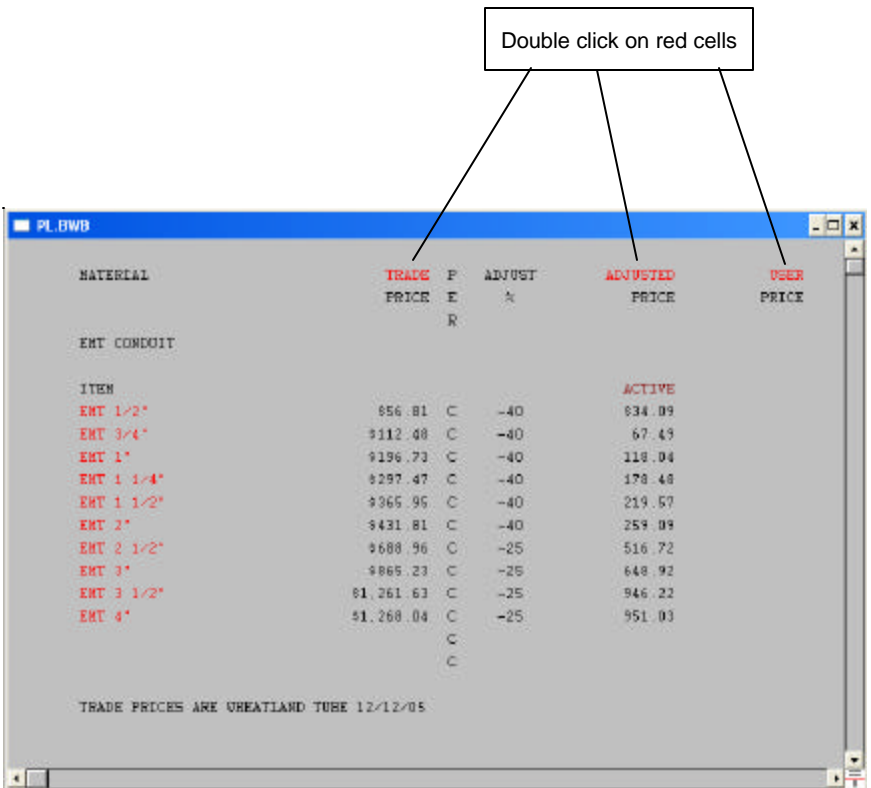 Double click on red cells
PL.BWB
MATERIAL TRADE P ADJUST ADJUSTED USER
PRICE E % PRICE PRICE
R
EMT CONDUIT
ITEM ACTIVE
EMT 1/2" $56.81 C -40 $34.09
EMT 3/4" $112.48 C -40 67.49
EMT 1" $196.73 C -40 118.04
EMT 1 1/4" $297.47 C -40 178.48
EMT 1 1/2" $365.95 C -40 219.57
EMT 2" $431.81 C -40 259.09
EMT 2 1/2" $688.96 C -25 516.72
EMT 3" $865.23 C -25 648.92
EMT 3 1/2" $1,261.63 C -25 946.22
EMT 4" $1,268.04 C -25 951.03
C
C
TRADE PRICES ARE WHEATLAND TUBE 12/12/05